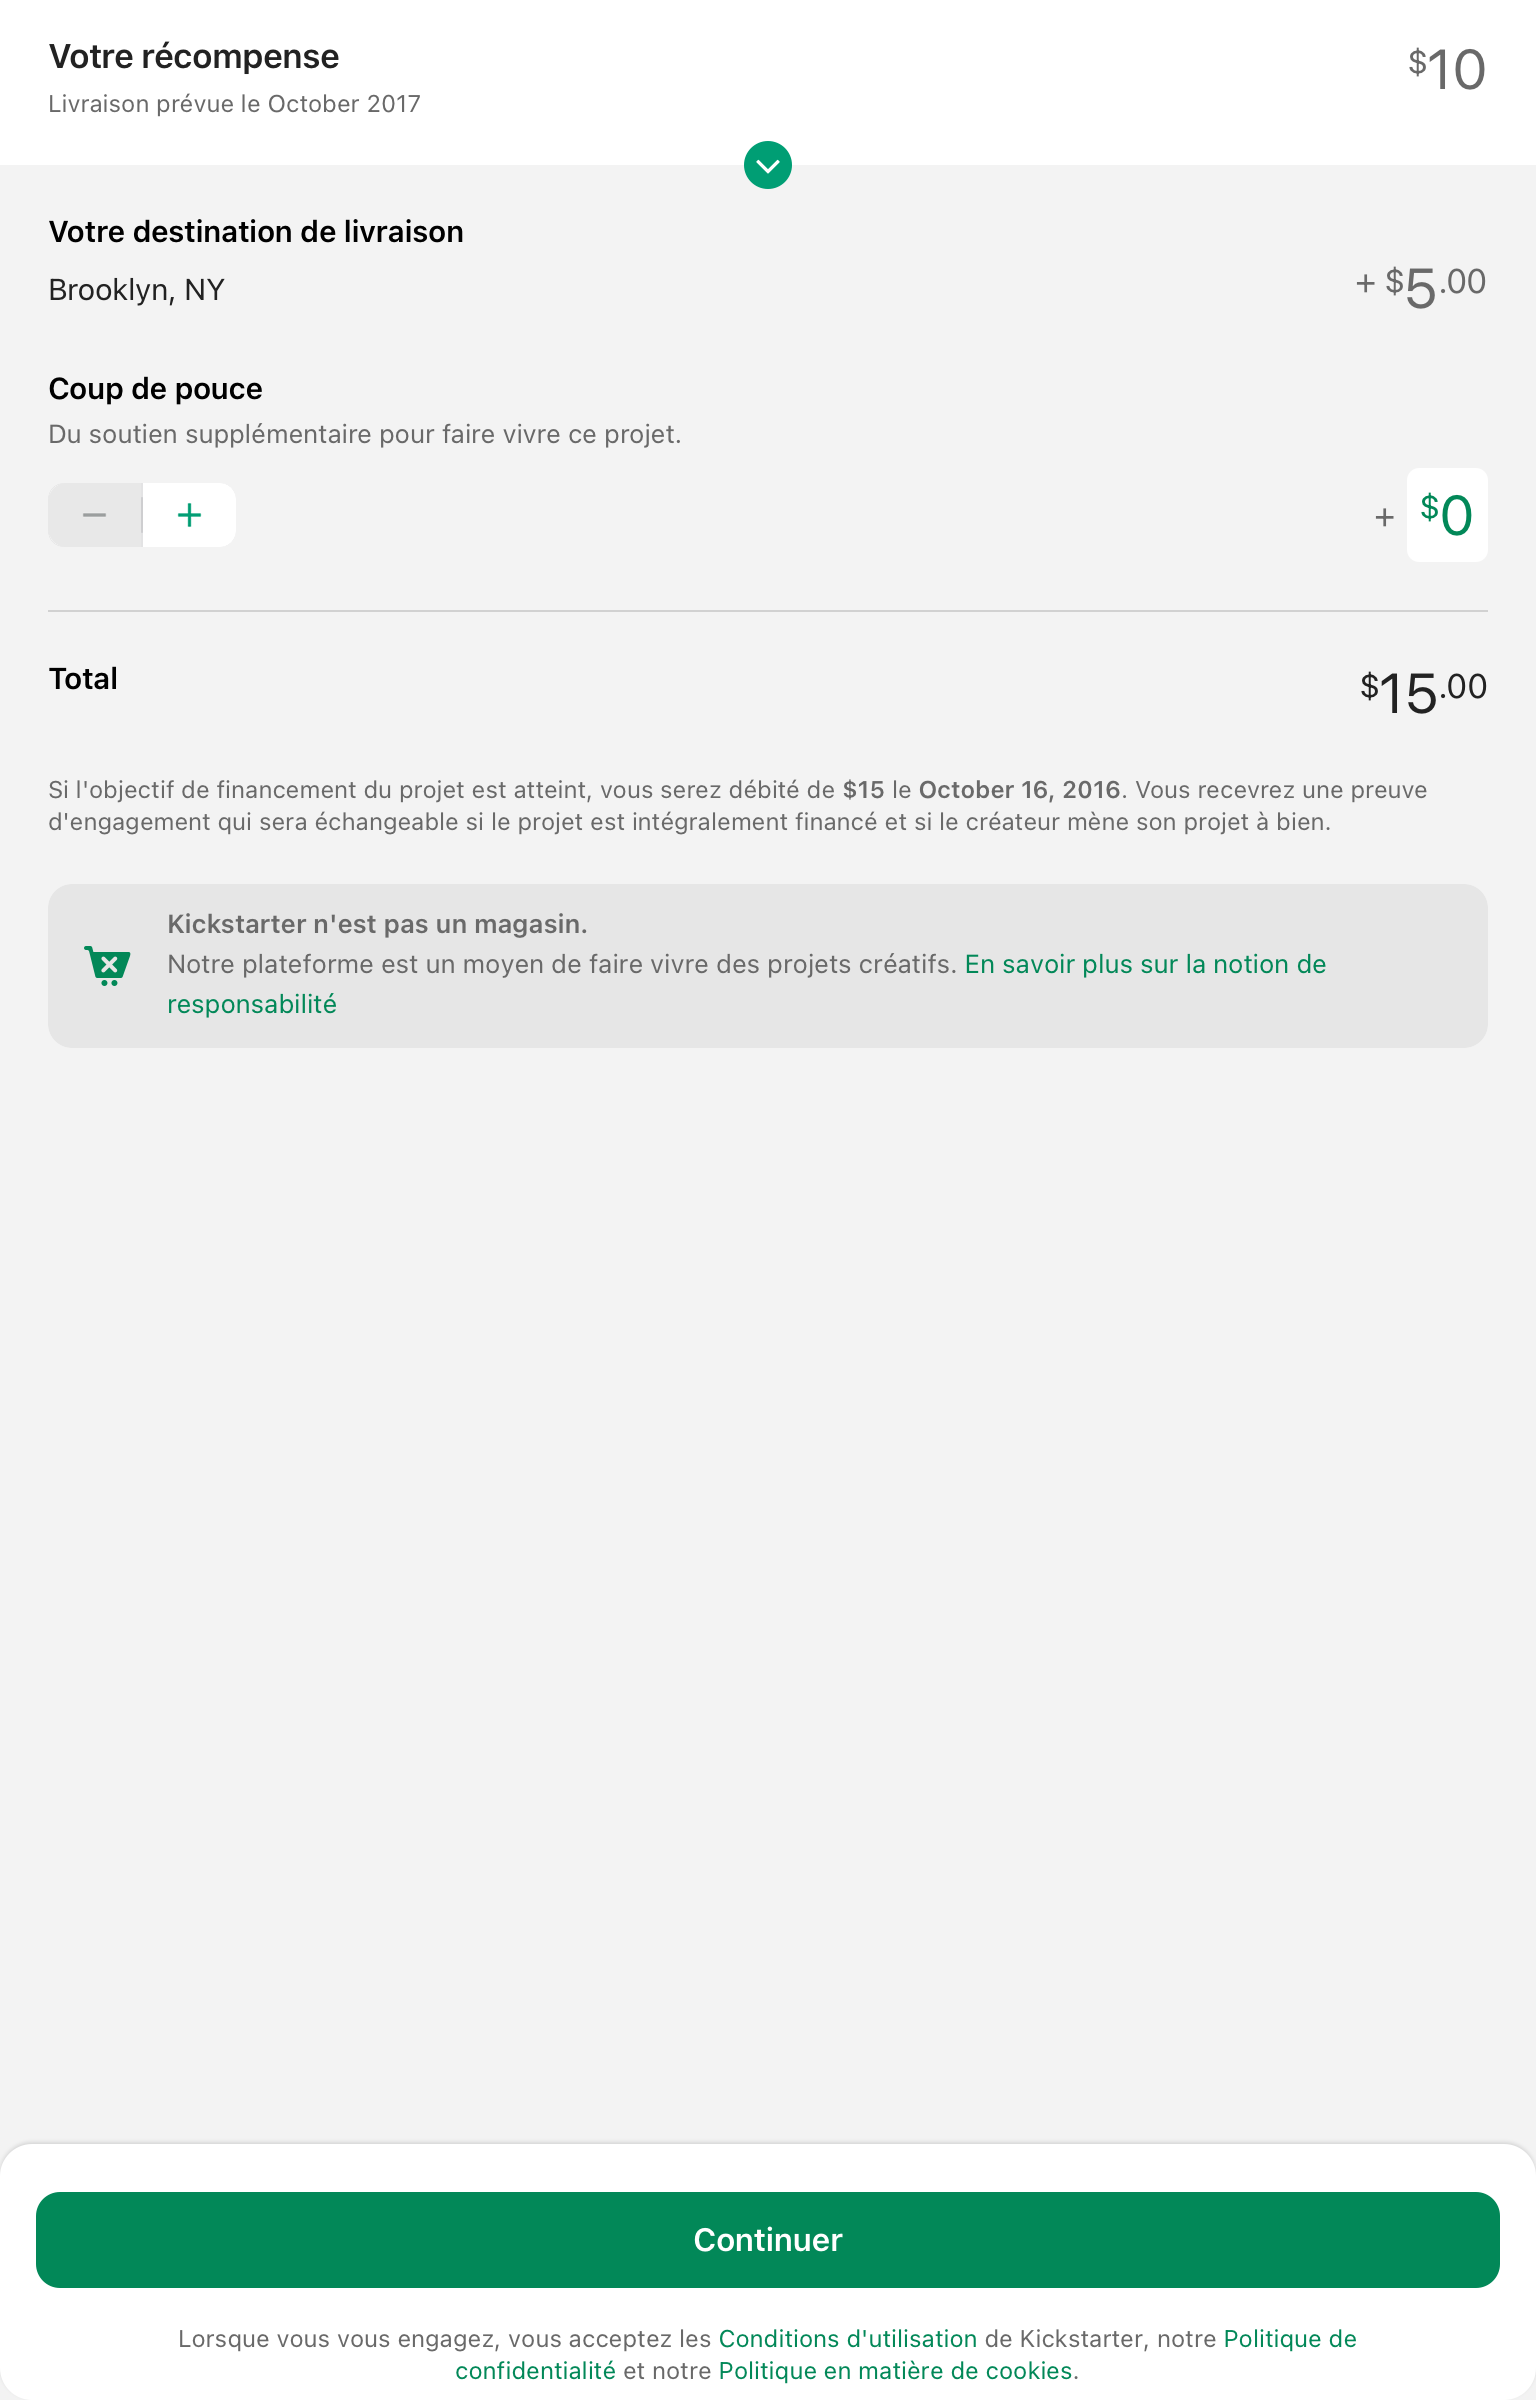 Votre récompense
$10
Livraison prévue le October 2017
Votre destination de livraison
Brooklyn, NY
+ $5.00
Coup de pouce
Du soutien supplémentaire pour faire vivre ce projet.
− +
+ $0
Total
$15.00
Si l'objectif de financement du projet est atteint, vous serez débité de $15 le October 16, 2016. Vous recevrez une preuve
d'engagement qui sera échangeable si le projet est intégralement financé et si le créateur mène son projet à bien.
Kickstarter n'est pas un magasin.
Notre plateforme est un moyen de faire vivre des projets créatifs. En savoir plus sur la notion de
responsabilité
Continuer
Lorsque vous vous engagez, vous acceptez les Conditions d'utilisation de Kickstarter, notre Politique de
confidentialité et notre Politique en matière de cookies.